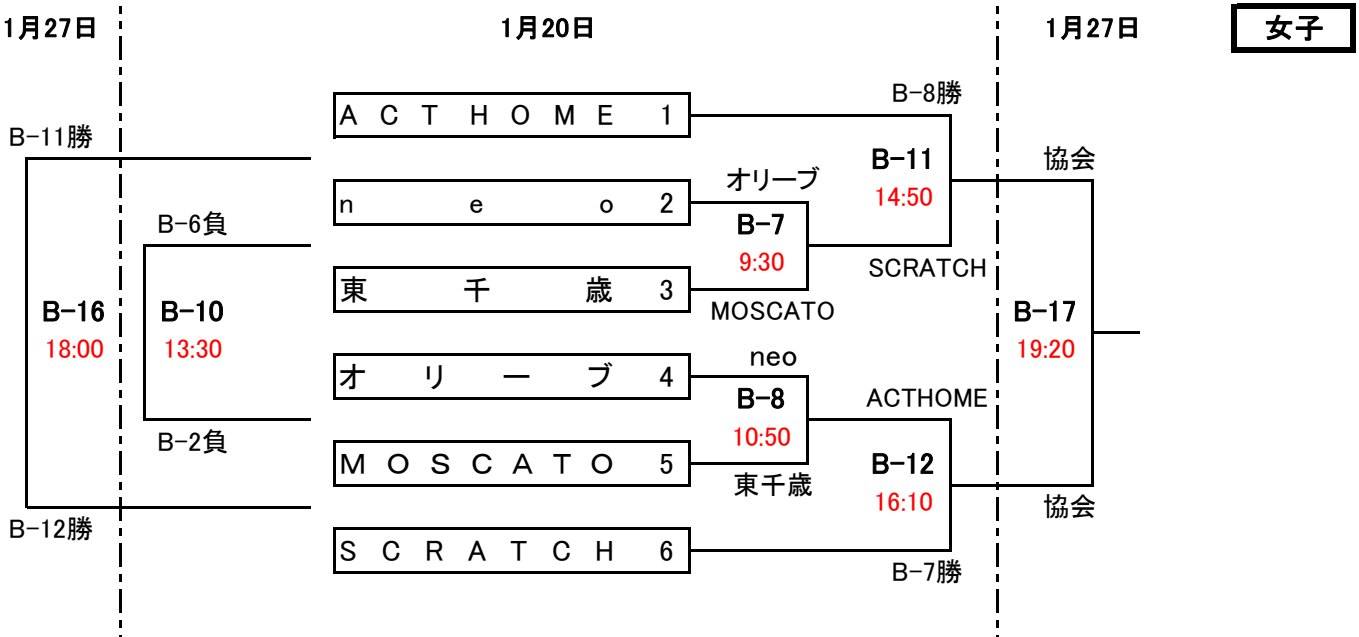 1月27日
1月20日
1月27日
女子
B-8勝
ACTHOME 1
B-11勝
B-11
協会
オリーブ
14:50
neo 2
B-6負
B-7
9:30
SCRATCH
東千歳 3
MOSCATO
B-16
B-10
B-17
18:00
13:30
19:20
neo
オリーブ 4
B-8
ACTHOME
10:50
B-2負
MOSCATO 5
B-12
東千歳
16:10
協会
B-12勝
SCRATCH 6
B-7勝